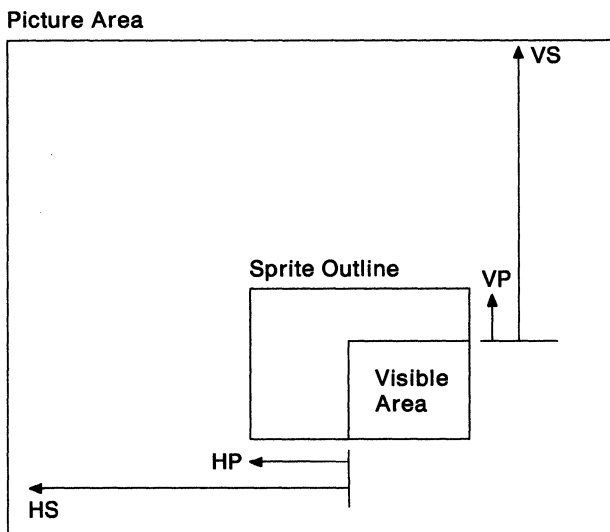 Picture Area
VS
Sprite Outline
VP
Visible
Area
HP
HS